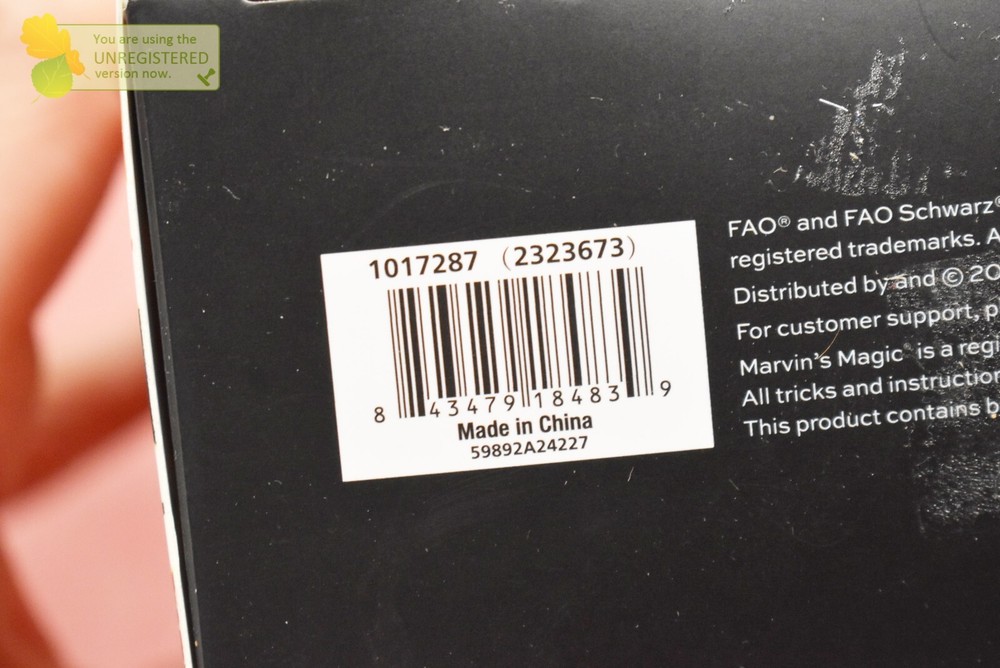 You are using the
UNREGISTERED
version now.
1017287 (2323673)
8 43479 18483 9
Made in China
59892A24227
FAO® and FAO Schwarz®
registered trademarks. A
Distributed by and © 20
For customer support, p
Marvin's Magic is a regi
All tricks and instruction
This product contains b